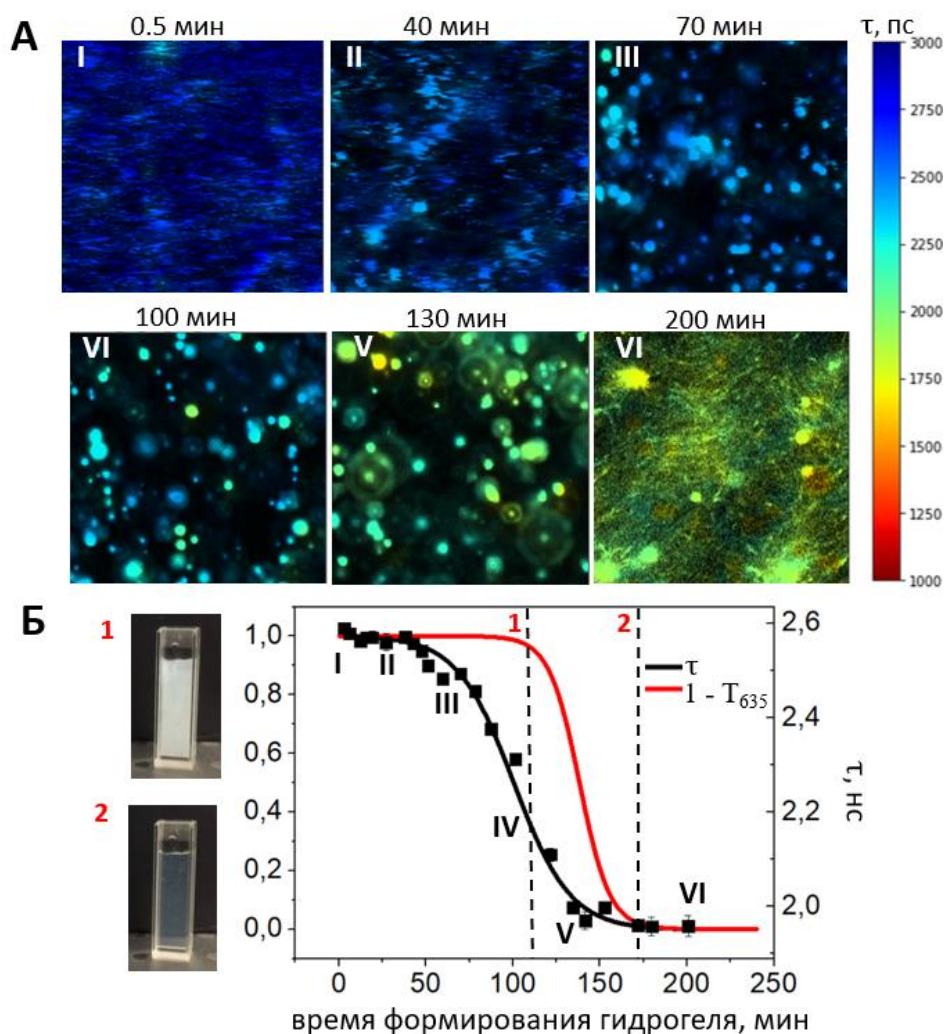 А
0.5 мин 40 мин 70 мин τ, пс
I II III
3000
2750
2500
2250
2000
1750
1500
1250
1000
100 мин 130 мин 200 мин
VI V VI
Б
1
2
1,0
0,8
0,6
0,4
0,2
0,0
I II III IV V VI
1 2
τ
1 - T635
2,6
2,4
2,2
2,0
τ, нс
0 50 100 150 200 250
время формирования гидрогеля, мин